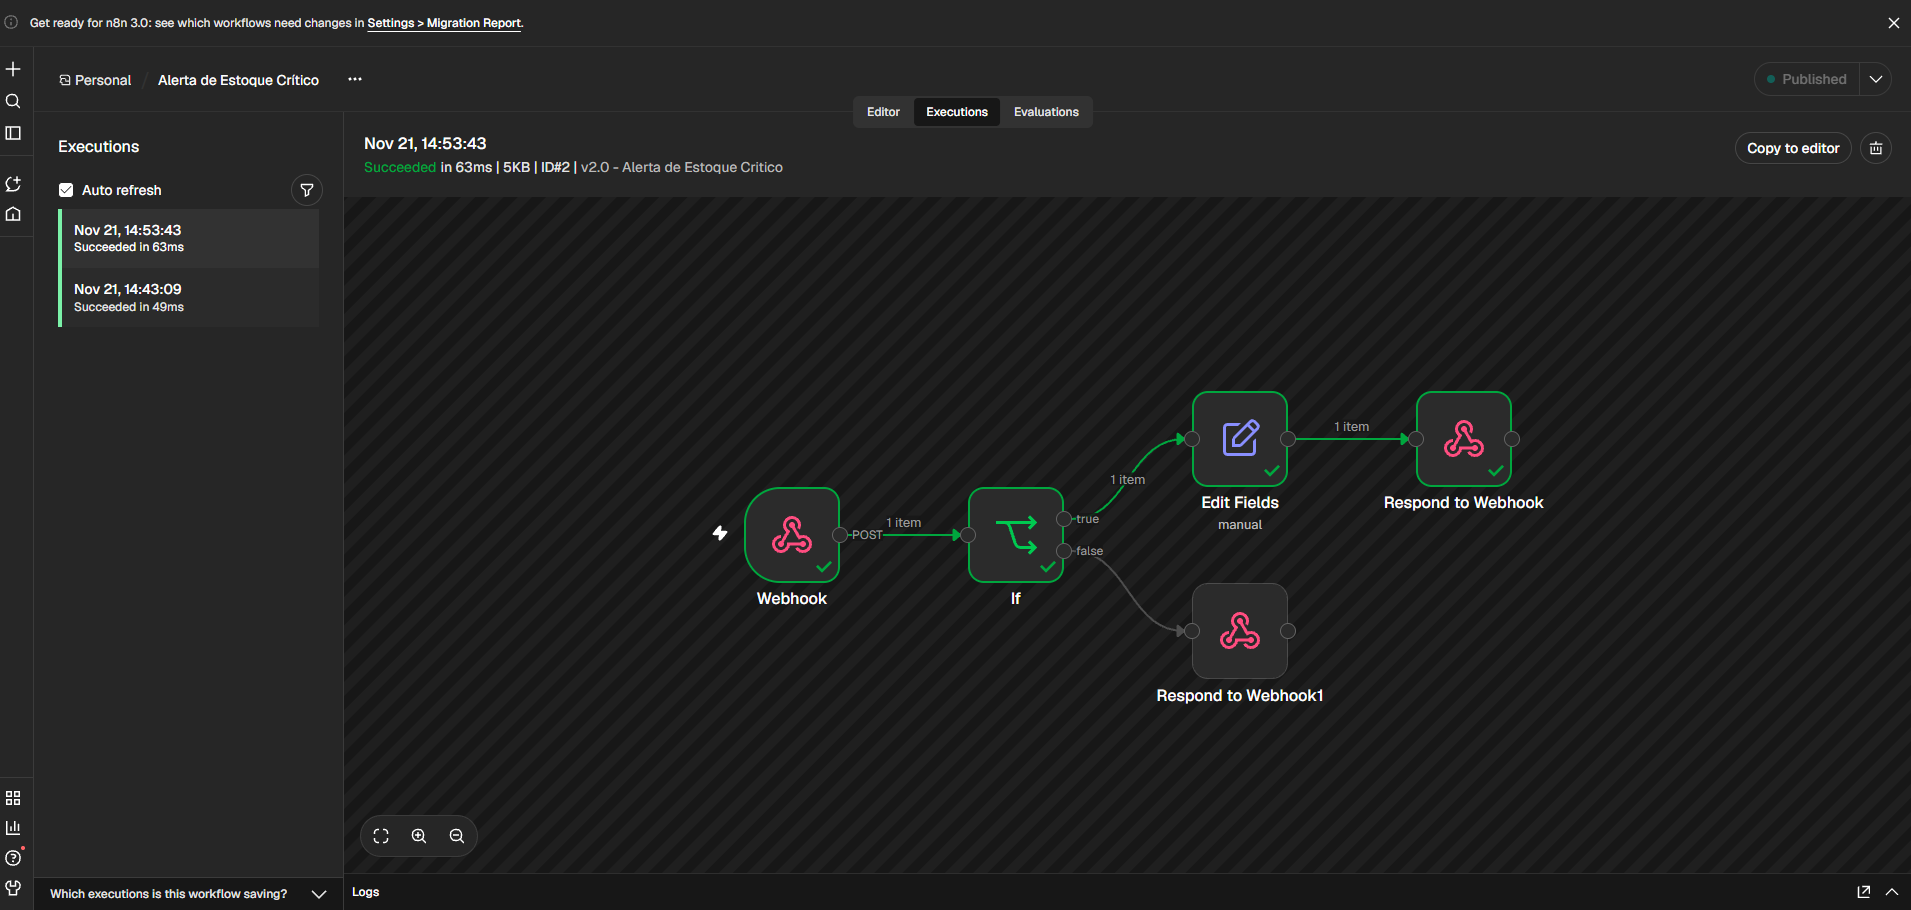 Get ready for n8n 3.0: see which workflows need changes in Settings > Migration Report.
Personal / Alerta de Estoque Crítico
Published
Editor
Executions
Evaluations
Executions
Auto refresh
Nov 21, 14:53:43
Succeeded in 63ms
Nov 21, 14:43:09
Succeeded in 49ms
Nov 21, 14:53:43
Succeeded in 63ms | 5KB | ID#2 | v2.0 - Alerta de Estoque Critico
Copy to editor
1 item
1 item
Edit Fields
manual
Respond to Webhook
POST
1 item
true
false
Webhook
If
Respond to Webhook1
Which executions is this workflow saving?
Logs